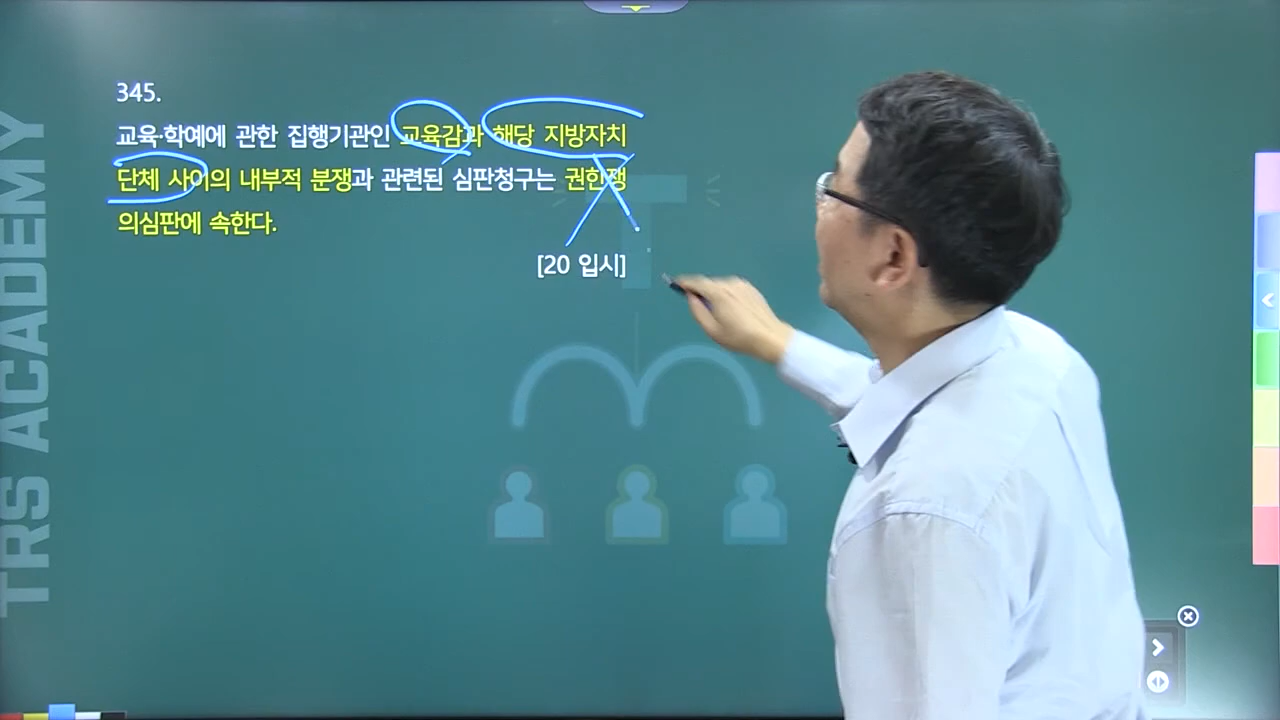 345.
교육·학예에 관한 집행기관인 교육감과 해당 지방자치
단체 사이의 내부적 분쟁과 관련된 심판청구는 권한쟁
의심판에 속한다.
[20 입시]
TRS ACADEMY